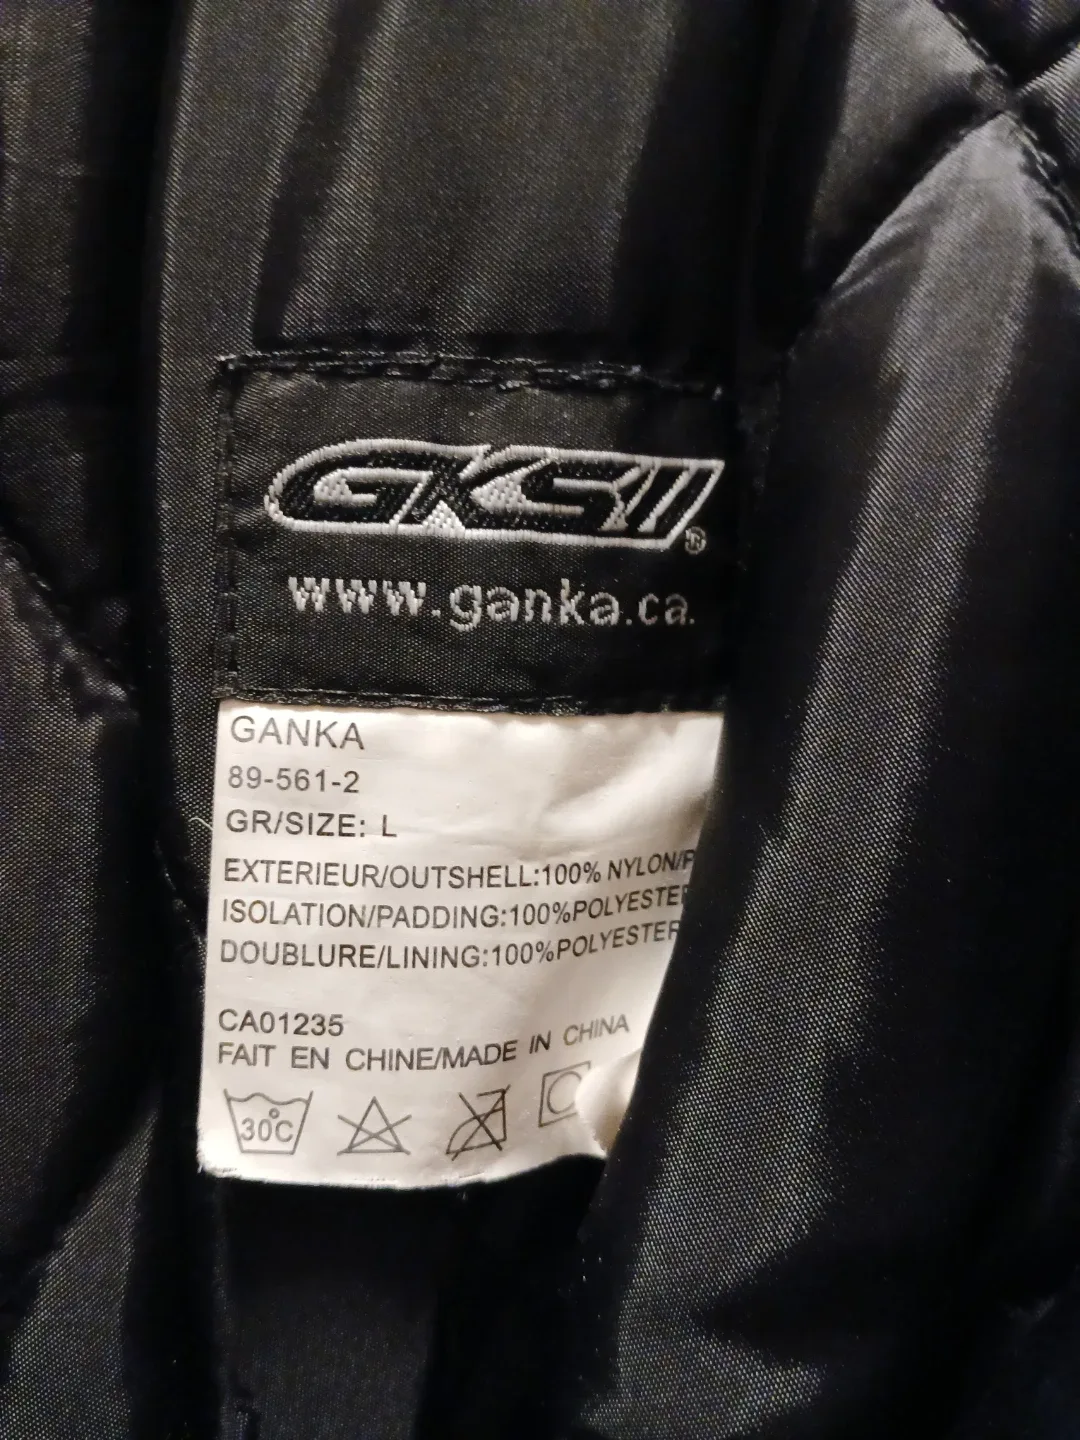 GKS//®
www.ganka.ca.
GANKA
89-561-2
GR/SIZE: L
EXTERIEUR/OUTSHELL:100% NYLON/P
ISOLATION/PADDING:100%POLYESTER
DOUBLURE/LINING:100%POLYESTER
CA01235
FAIT EN CHINE/MADE IN CHINA
30°C